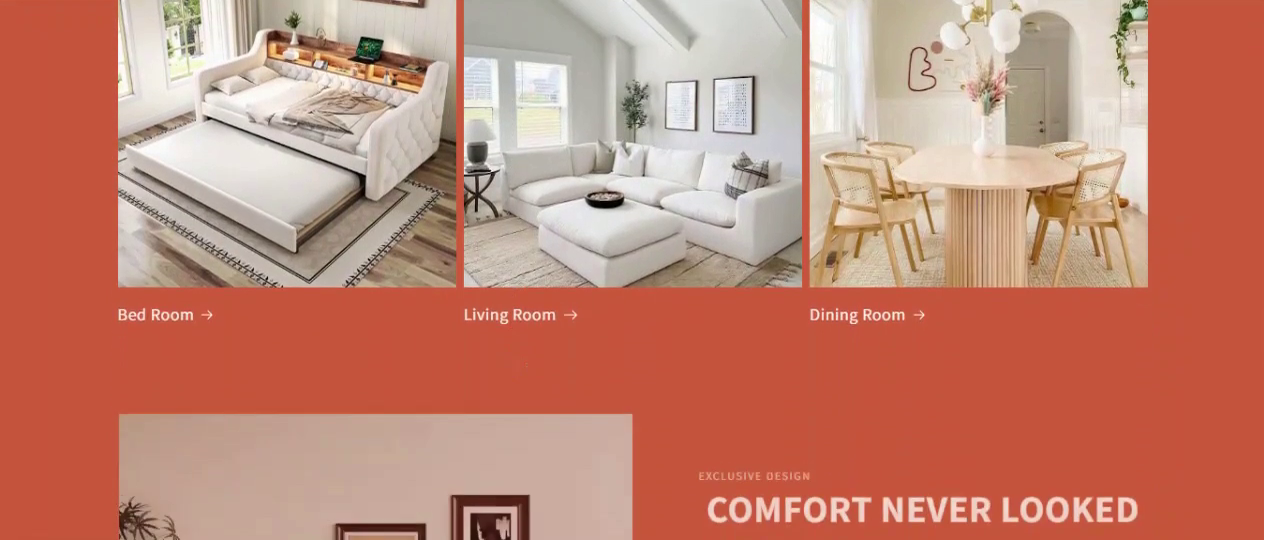 Bed Room →
Living Room →
Dining Room →
EXCLUSIVE DESIGN
COMFORT NEVER LOOKED